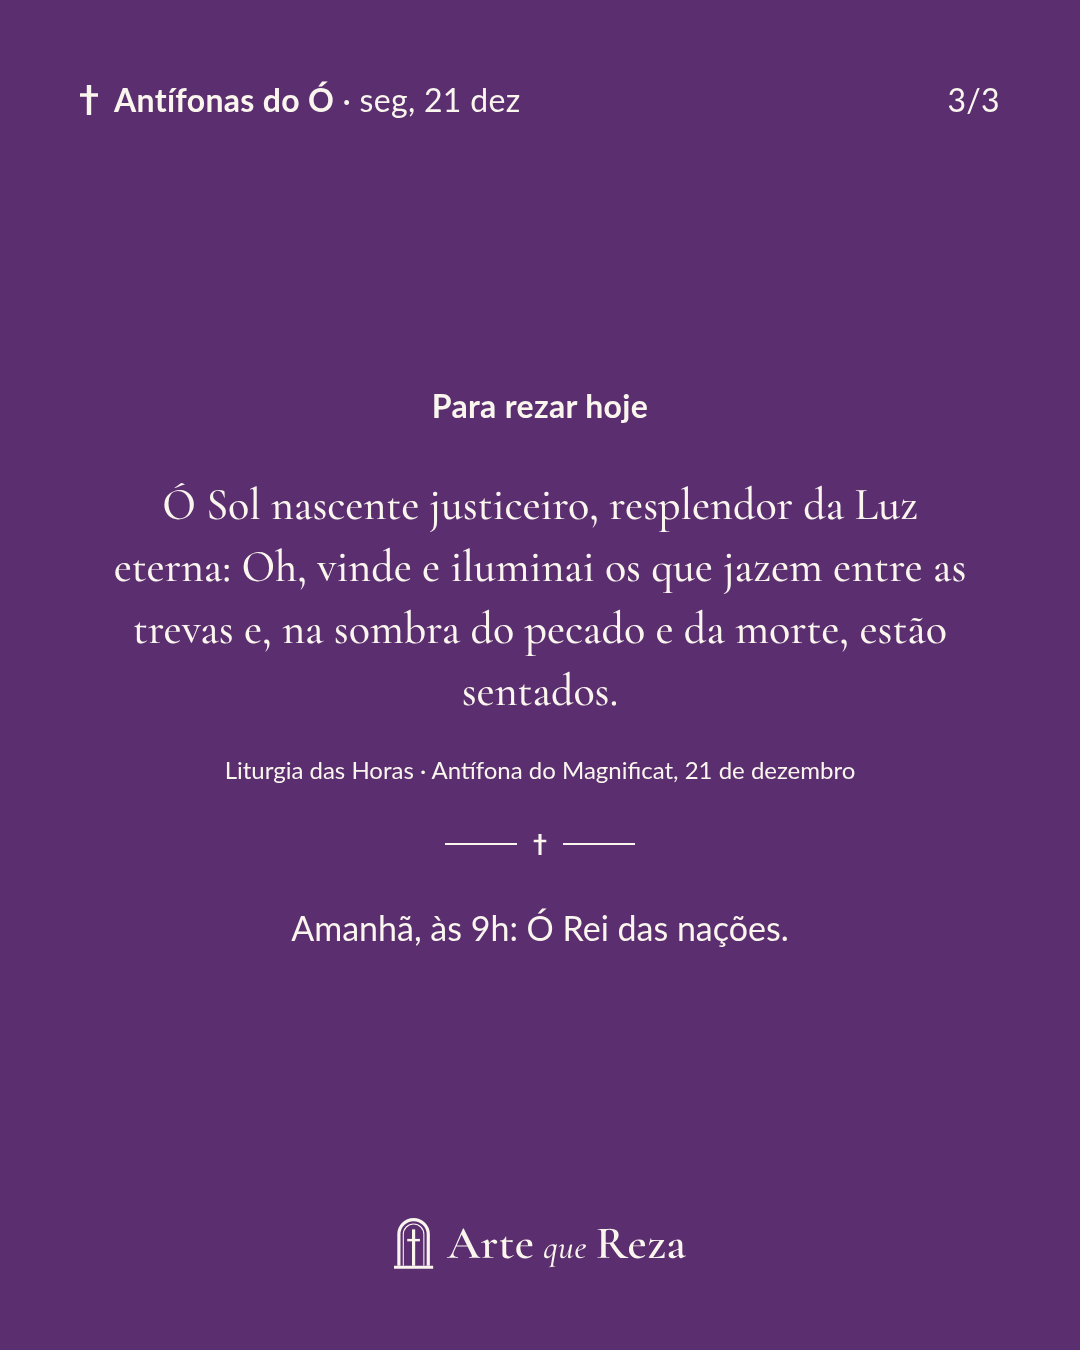 † Antífonas do Ó · seg, 21 dez
3/3
Para rezar hoje
Ó Sol nascente justiceiro, resplendor da Luz
eterna: Oh, vinde e iluminai os que jazem entre as
trevas e, na sombra do pecado e da morte, estão
sentados.
Liturgia das Horas · Antífona do Magnificat, 21 de dezembro
†
Amanhã, às 9h: Ó Rei das nações.
Arte que Reza